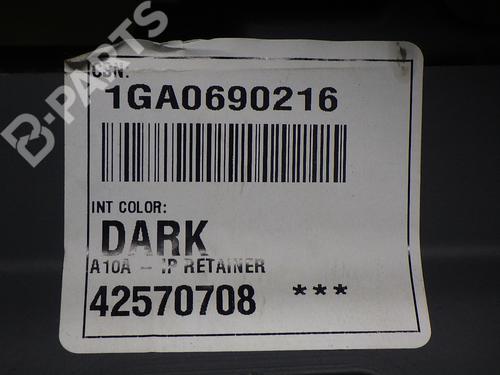 B-PARTS
CSN:
1GA0690216
INT COLOR:
DARK
A10A - IP RETAINER
42570708 ***